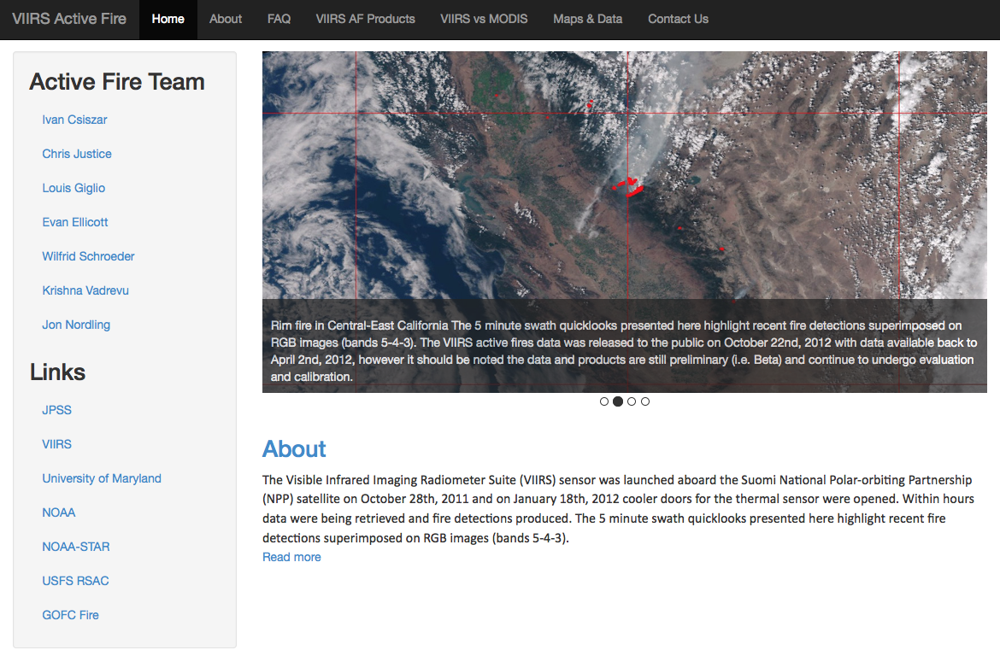 VIIRS Active Fire Home About FAQ VIIRS AF Products VIIRS vs MODIS Maps & Data Contact Us
Active Fire Team
Ivan Csiszar
Chris Justice
Louis Giglio
Evan Ellicott
Wilfrid Schroeder
Krishna Vadrevu
Jon Nordling
Links
JPSS
VIIRS
University of Maryland
NOAA
NOAA-STAR
USFS RSAC
GOFC Fire
Rim fire in Central-East California The 5 minute swath quicklooks presented here highlight recent fire detections superimposed on
RGB images (bands 5-4-3). The VIIRS active fires data was released to the public on October 22nd, 2012 with data available back to
April 2nd, 2012, however it should be noted the data and products are still preliminary (i.e. Beta) and continue to undergo evaluation
and calibration.
About
The Visible Infrared Imaging Radiometer Suite (VIIRS) sensor was launched aboard the Suomi National Polar-orbiting Partnership
(NPP) satellite on October 28th, 2011 and on January 18th, 2012 cooler doors for the thermal sensor were opened. Within hours
data were being retrieved and fire detections produced. The 5 minute swath quicklooks presented here highlight recent fire
detections superimposed on RGB images (bands 5-4-3).
Read more